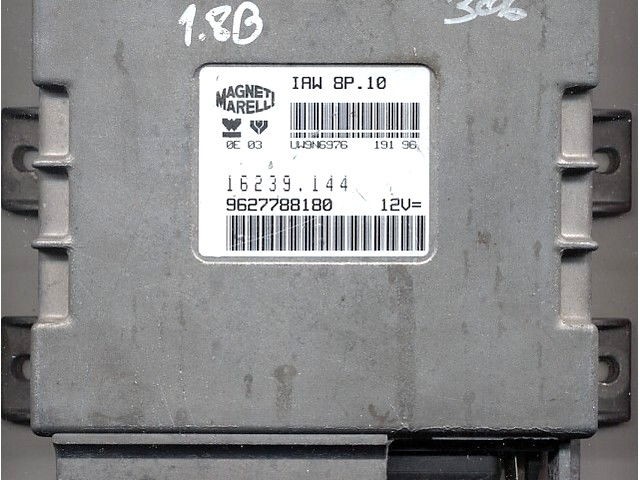 1.8B
306
MAGNETI
MARELLI
IAW 8P.10
0E 03
UW9N6976
191 96
16239.144
9627788180
12V=